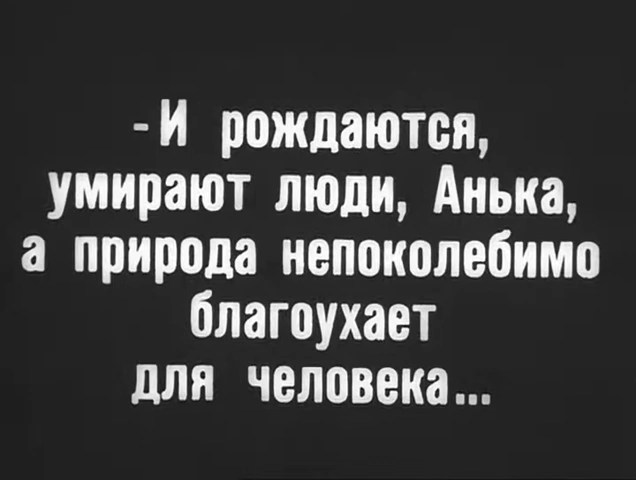 -И рождаются,
умирают люди, Анька,
а природа непоколебимо
благоухает
для человека...